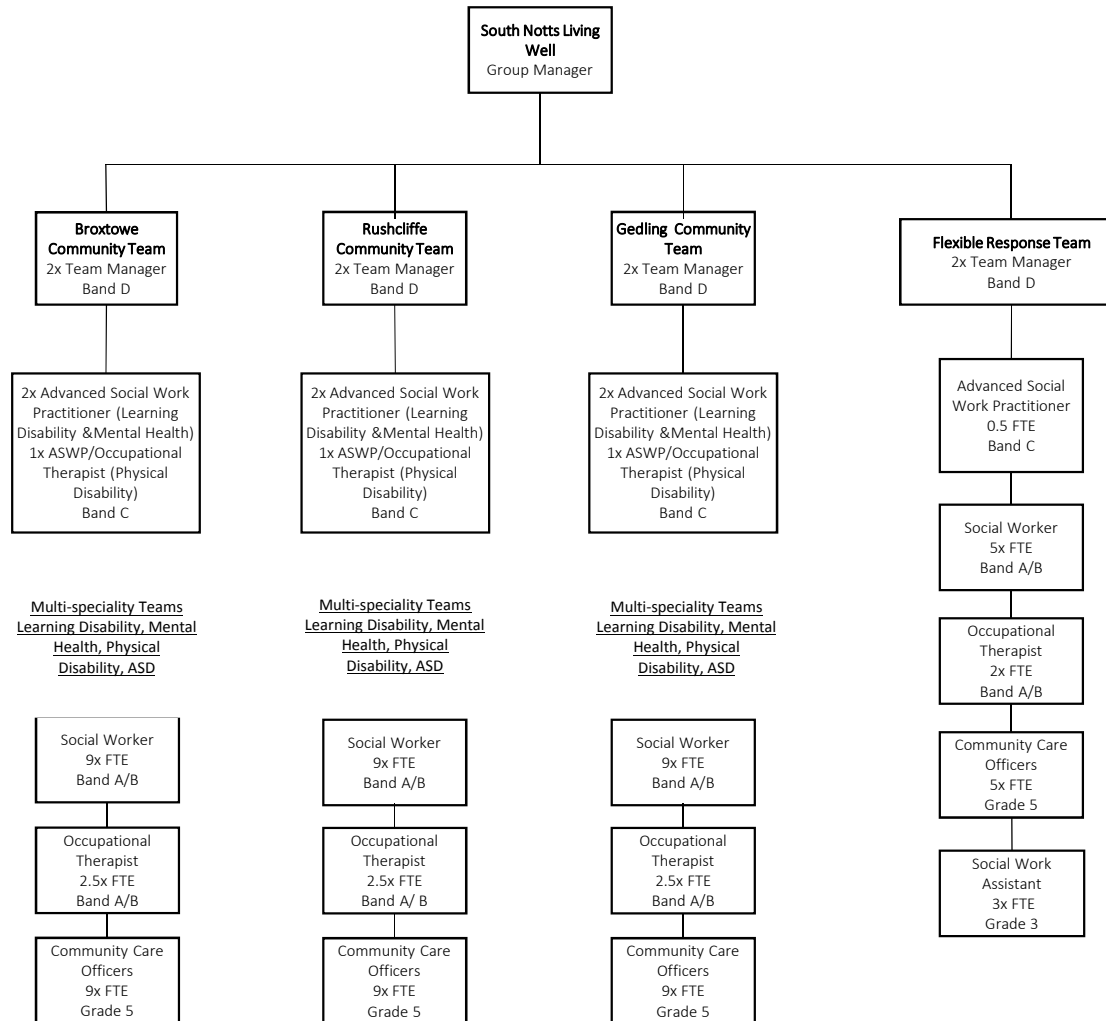 South Notts Living
Well
Group Manager
Broxtowe
Community Team
2x Team Manager
Band D
Rushcliffe
Community Team
2x Team Manager
Band D
Gedling Community
Team
2x Team Manager
Band D
Flexible Response Team
2x Team Manager
Band D
2x Advanced Social Work
Practitioner (Learning
Disability &Mental Health)
1x ASWP/Occupational
Therapist (Physical
Disability)
Band C
2x Advanced Social Work
Practitioner (Learning
Disability &Mental Health)
1x ASWP/Occupational
Therapist (Physical
Disability)
Band C
2x Advanced Social Work
Practitioner (Learning
Disability &Mental Health)
1x ASWP/Occupational
Therapist (Physical
Disability)
Band C
Advanced Social
Work Practitioner
0.5 FTE
Band C
Social Worker
5x FTE
Band A/B
Multi-speciality Teams
Learning Disability, Mental
Health, Physical
Disability, ASD
Multi-speciality Teams
Learning Disability, Mental
Health, Physical
Disability, ASD
Multi-speciality Teams
Learning Disability, Mental
Health, Physical
Disability, ASD
Occupational
Therapist
2x FTE
Band A/B
Social Worker
9x FTE
Band A/B
Social Worker
9x FTE
Band A/B
Social Worker
9x FTE
Band A/B
Community Care
Officers
5x FTE
Grade 5
Occupational
Therapist
2.5x FTE
Band A/B
Occupational
Therapist
2.5x FTE
Band A/ B
Occupational
Therapist
2.5x FTE
Band A/B
Social Work
Assistant
3x FTE
Grade 3
Community Care
Officers
9x FTE
Grade 5
Community Care
Officers
9x FTE
Grade 5
Community Care
Officers
9x FTE
Grade 5